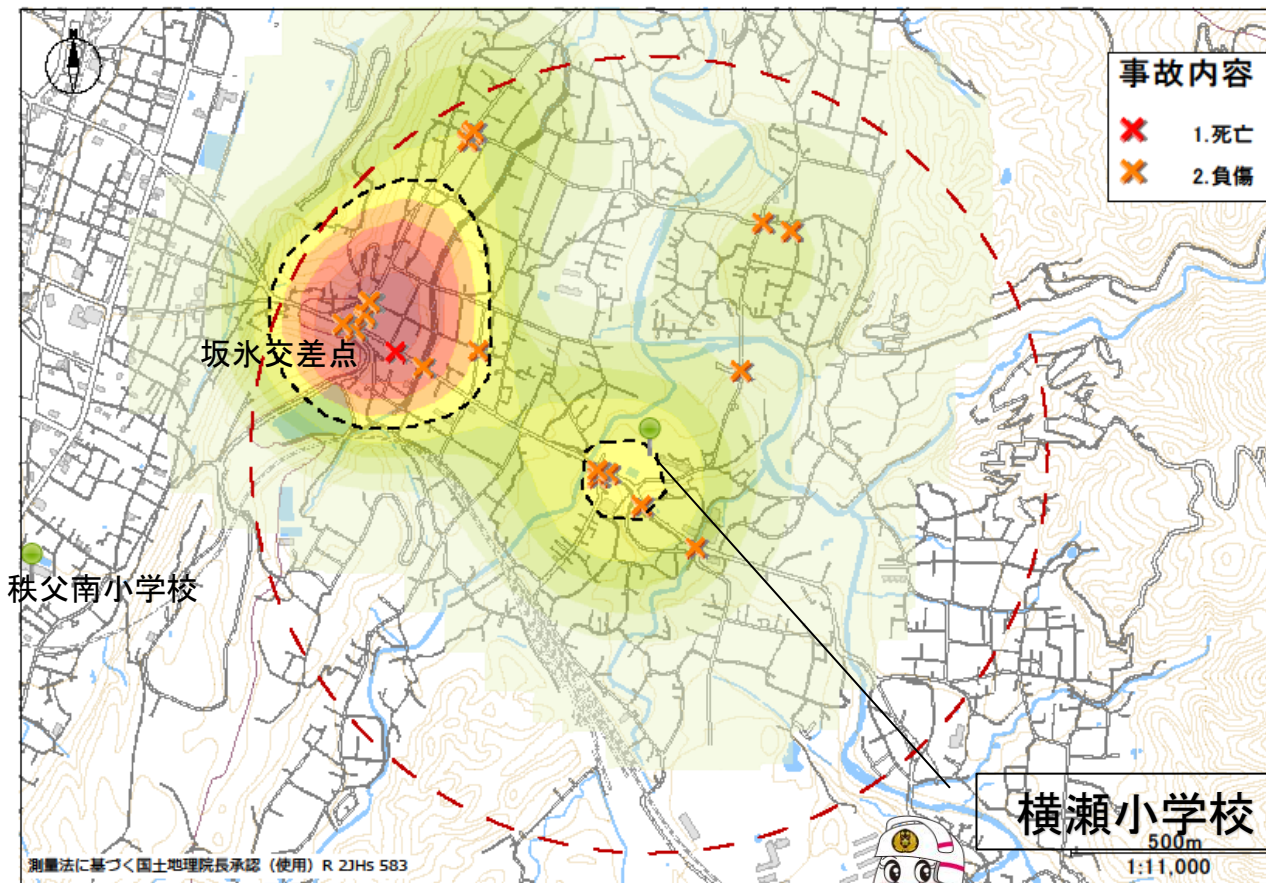 N
事故内容
1.死亡
2.負傷
坂氷交差点
秩父南小学校
横瀬小学校
500m
1:11,000
測量法に基づく国土地理院長承認（使用）R 2JHs 583